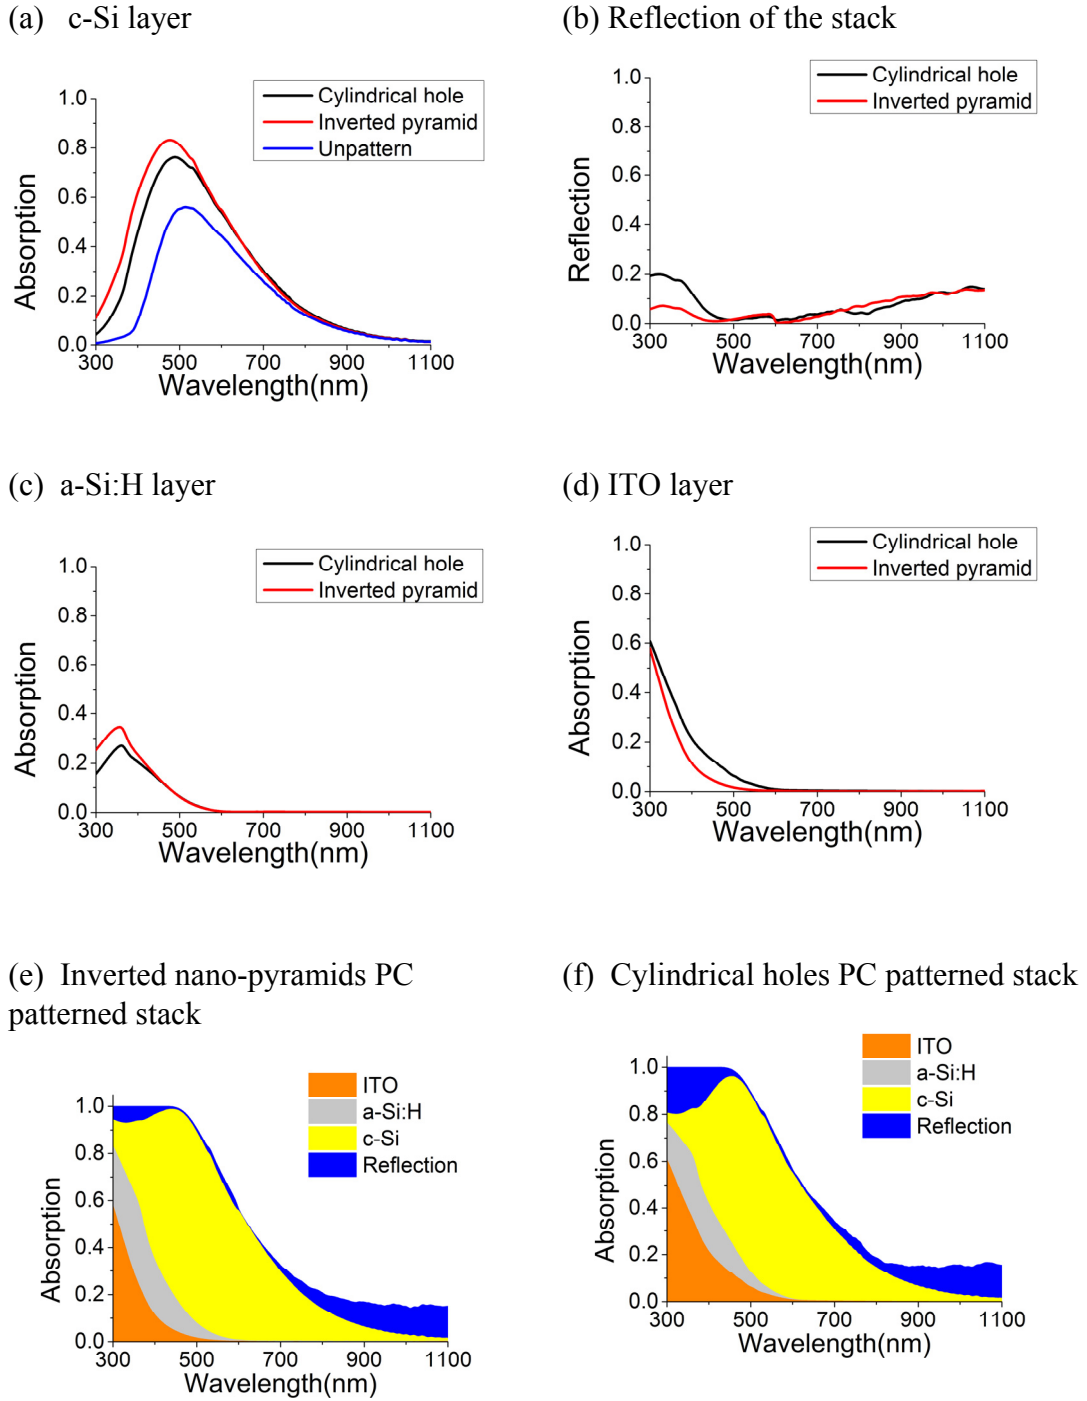 (a) c-Si layer
(b) Reflection of the stack
Cylindrical hole
Inverted pyramid
Unpattern
1.0
0.8
0.6
0.4
0.2
0.0
Absorption
300 500 700 900 1100
Wavelength(nm)
Cylindrical hole
Inverted pyramid
1.0
0.8
0.6
0.4
0.2
0.0
Reflection
300 500 700 900 1100
Wavelength(nm)
(c) a-Si:H layer
(d) ITO layer
Cylindrical hole
Inverted pyramid
1.0
0.8
0.6
0.4
0.2
0.0
Absorption
300 500 700 900 1100
Wavelength(nm)
Cylindrical hole
Inverted pyramid
1.0
0.8
0.6
0.4
0.2
0.0
Absorption
300 500 700 900 1100
Wavelength(nm)
(e) Inverted nano-pyramids PC
patterned stack
(f) Cylindrical holes PC patterned stack
ITO
a-Si:H
c-Si
Reflection
1.0
0.8
0.6
0.4
0.2
0.0
Absorption
300 500 700 900 1100
Wavelength(nm)
ITO
a-Si:H
c-Si
Reflection
1.0
0.8
0.6
0.4
0.2
0.0
Absorption
300 500 700 900 1100
Wavelength(nm)